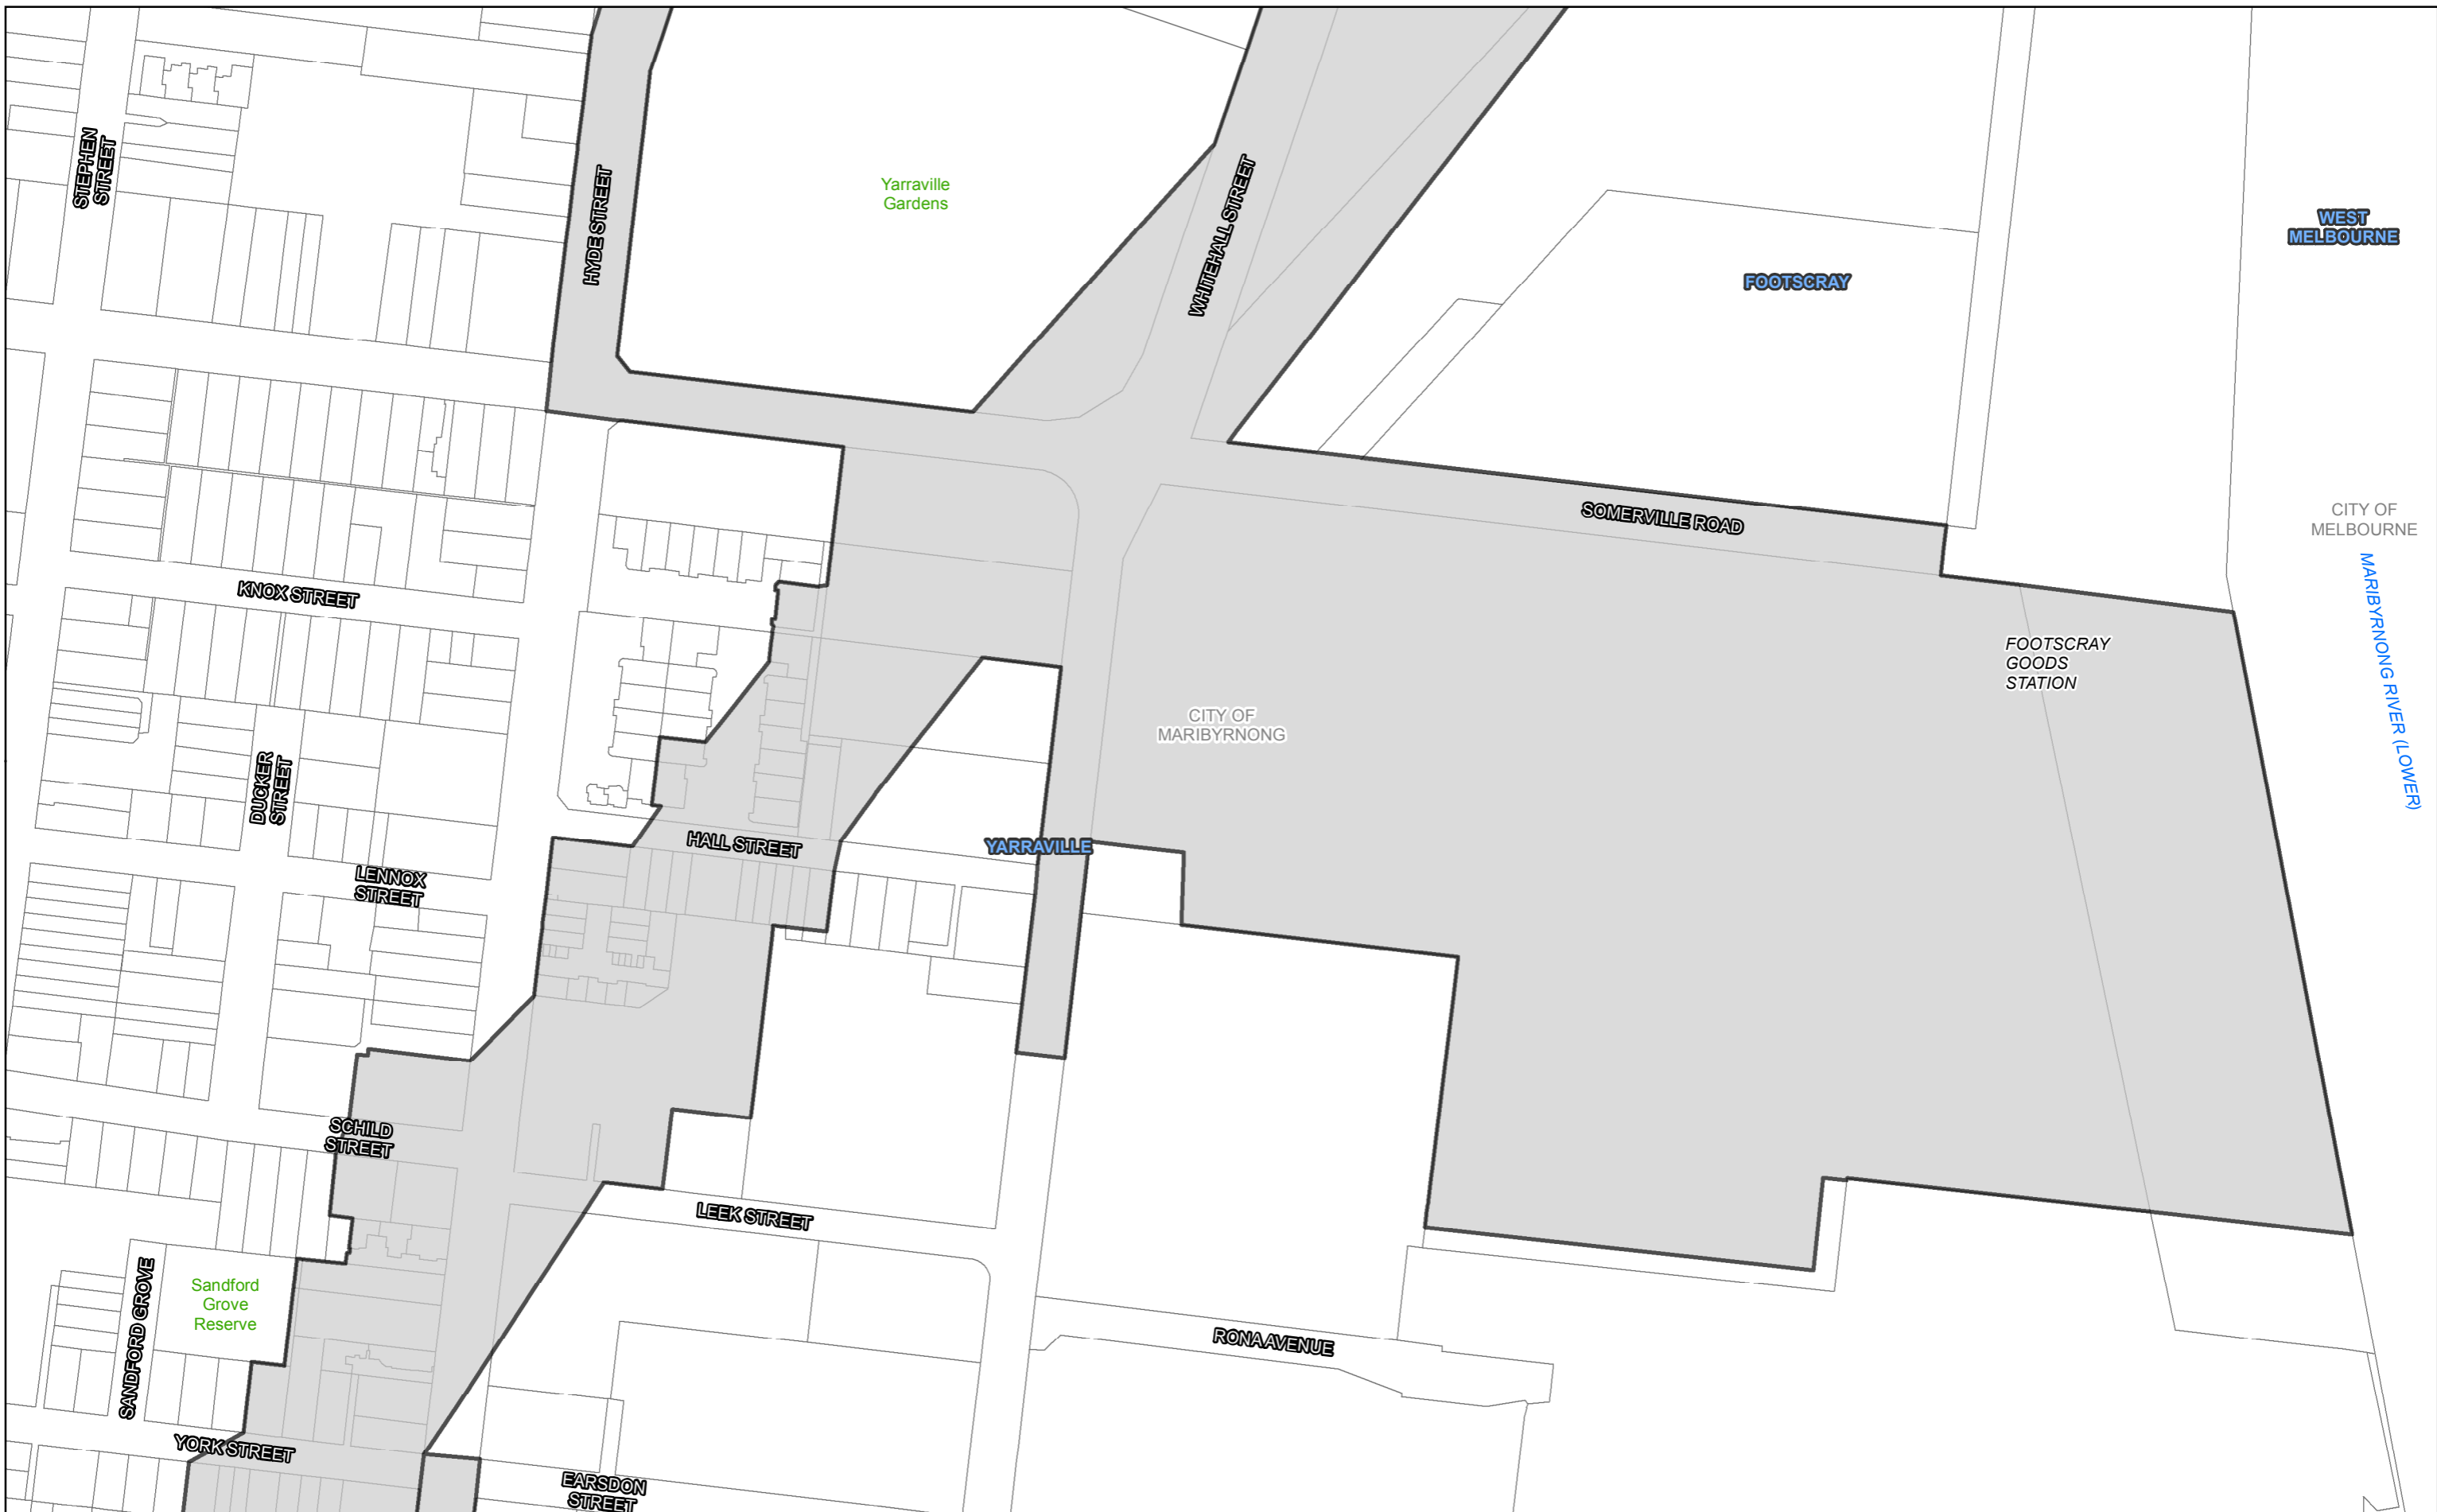 STEPHEN
STREET
HYDE STREET
Yarraville
Gardens
WHITEHALL STREET
FOOTSCRAY
WEST
MELBOURNE
SOMERVILLE ROAD
CITY OF
MELBOURNE
MARIBYRNONG RIVER (LOWER)
KNOX STREET
FOOTSCRAY
GOODS
STATION
CITY OF
MARIBYRNONG
DUCKER
STREET
HALL STREET
YARRAVILLE
LENNOX
STREET
SCHILD
STREET
LEEK STREET
SANDFORD GROVE
Sandford
Grove
Reserve
RONA AVENUE
YORK STREET
EARSDON
STREET